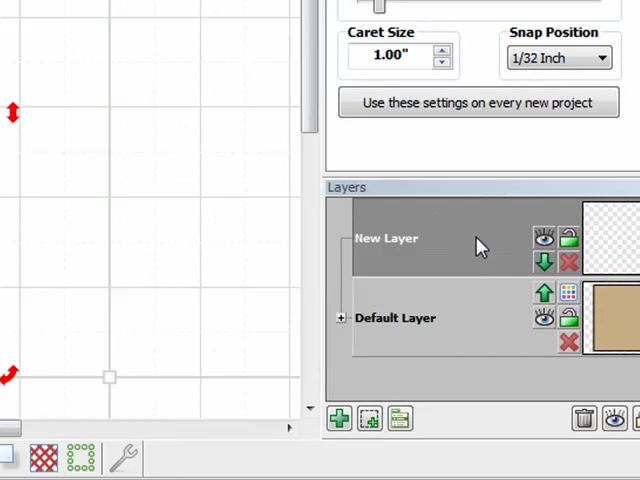 Caret Size
Snap Position
1.00"
1/32 Inch
Use these settings on every new project
Layers
New Layer
Default Layer